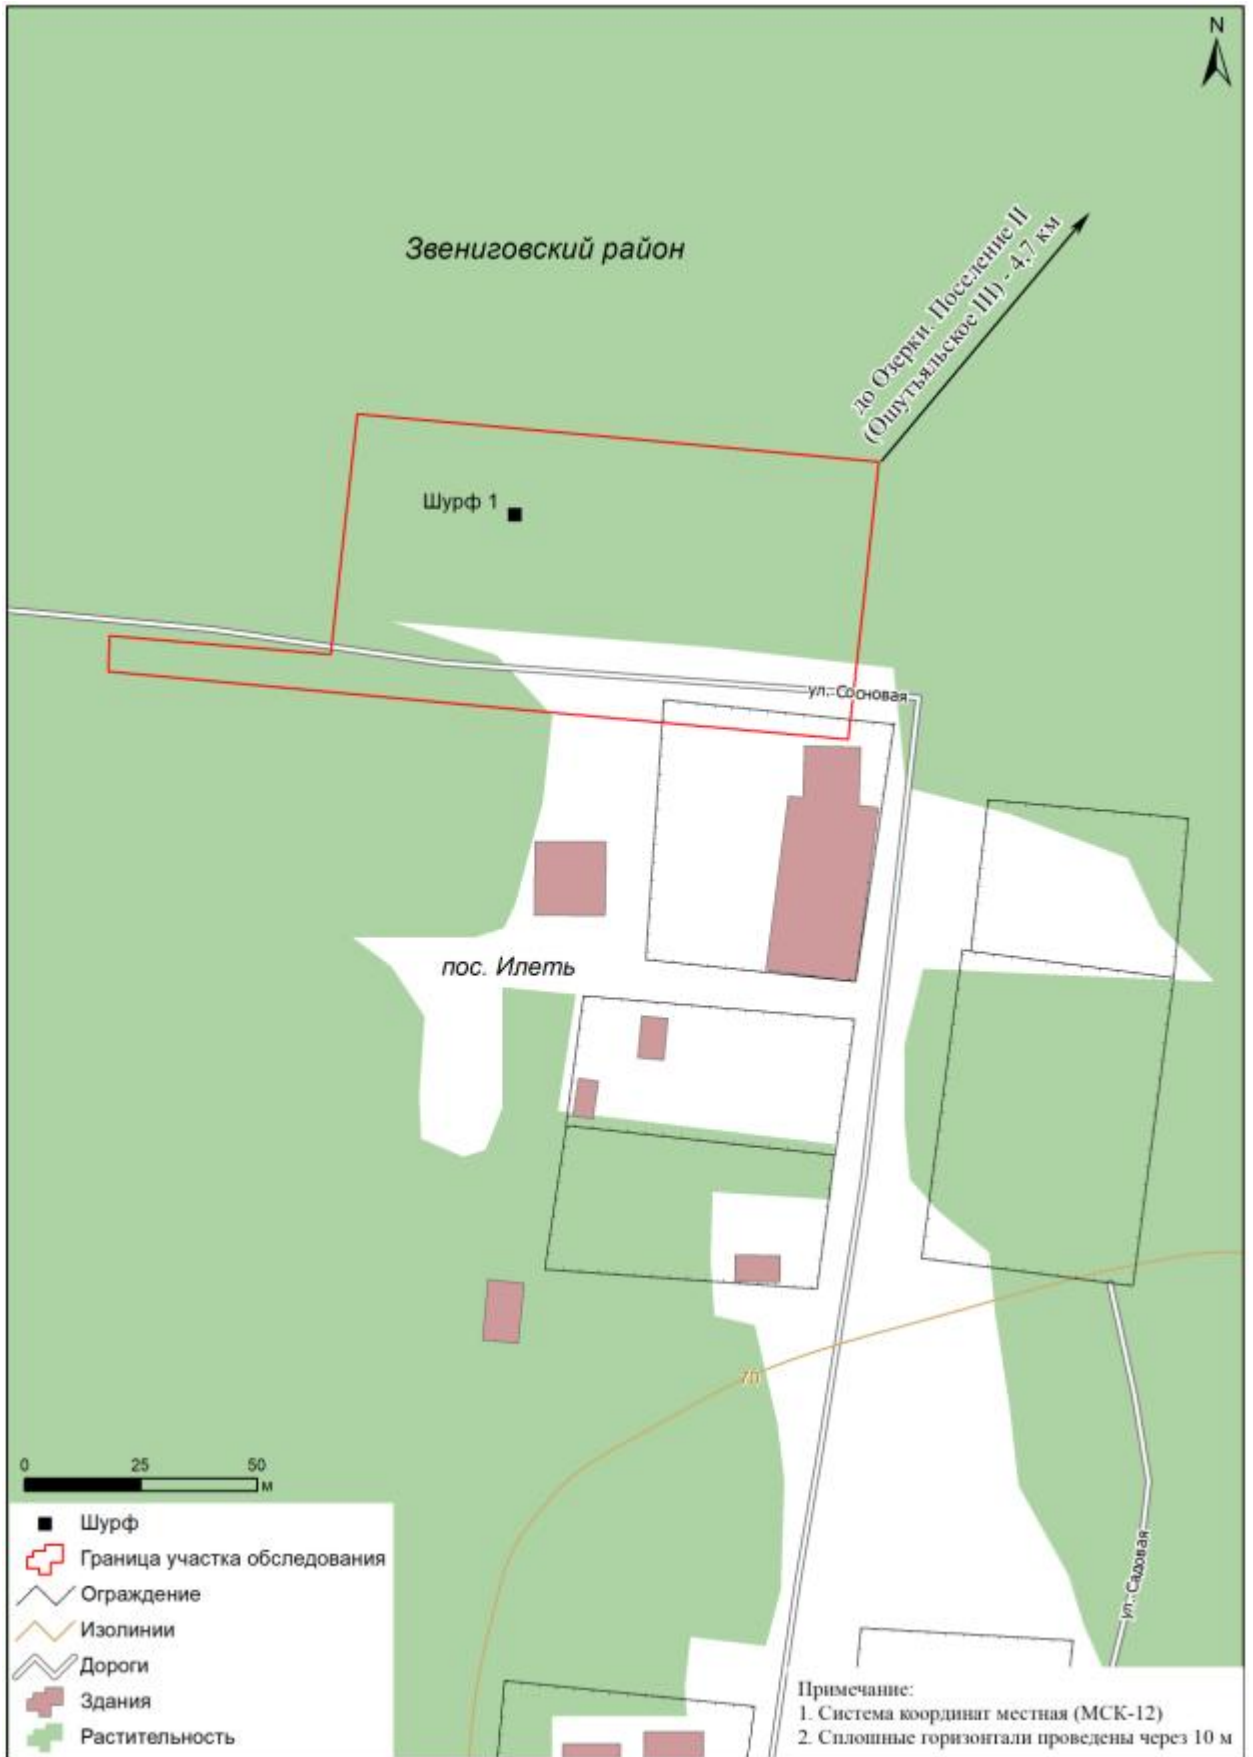 N
Звениговский район
до Озерки. Поселение II
(Ошутъяльское III) - 4,7 км
Шурф 1
ул. Сосновая
пос. Илеть
70
0 25 50
м
Шурф
Граница участка обследования
Ограждение
Изолинии
Дороги
Здания
Растительность
ул. Садовая
Примечание:
1. Система координат местная (МСК-12)
2. Сплошные горизонтали проведены через 10 м